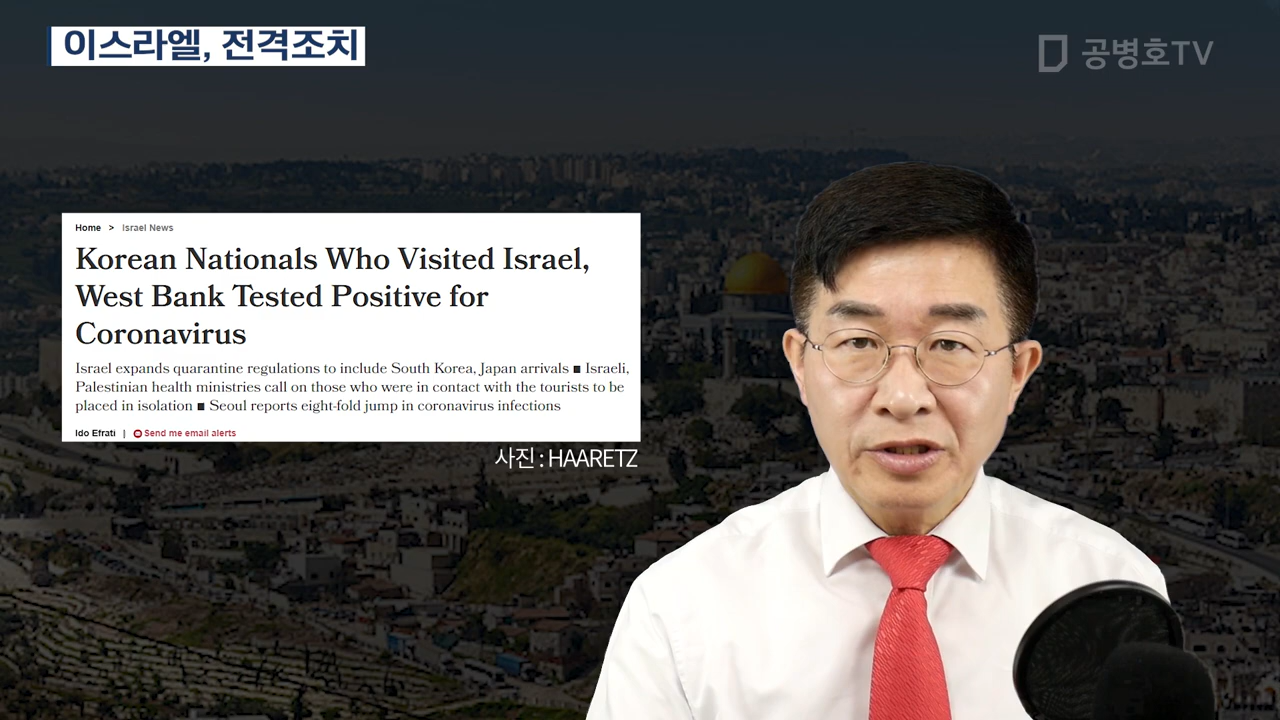 이스라엘, 전격조치
공병호TV
Home > Israel News
Korean Nationals Who Visited Israel,
West Bank Tested Positive for
Coronavirus
Israel expands quarantine regulations to include South Korea, Japan arrivals ■ Israeli,
Palestinian health ministries call on those who were in contact with the tourists to be
placed in isolation ■ Seoul reports eight-fold jump in coronavirus infections
Ido Efrati | Send me email alerts
사진 : HAARETZ